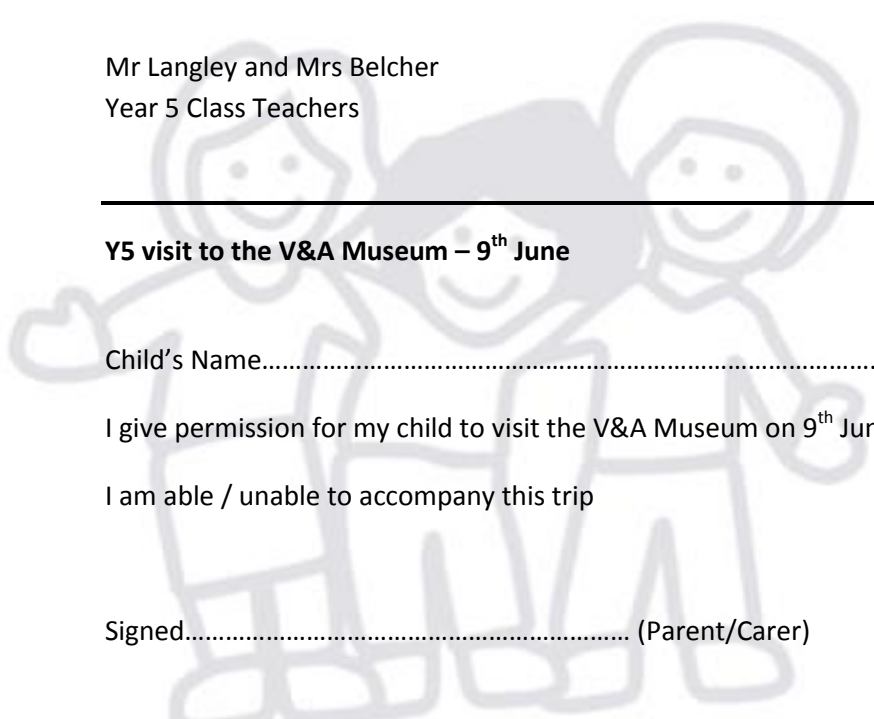 Mr Langley and Mrs Belcher
Year 5 Class Teachers
Y5 visit to the V&A Museum – 9th June
Child’s Name……………………………………………………………………………………
I give permission for my child to visit the V&A Museum on 9th
I am able / unable to accompany this trip
Signed………………………………………………………… (Parent/Carer)